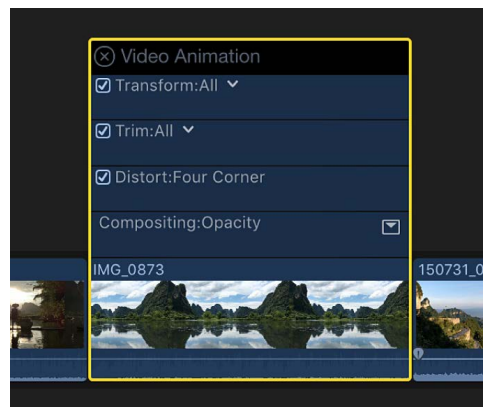 Video Animation
Transform:All
Trim:All
Distort:Four Corner
Compositing:Opacity
IMG_0873
150731_0